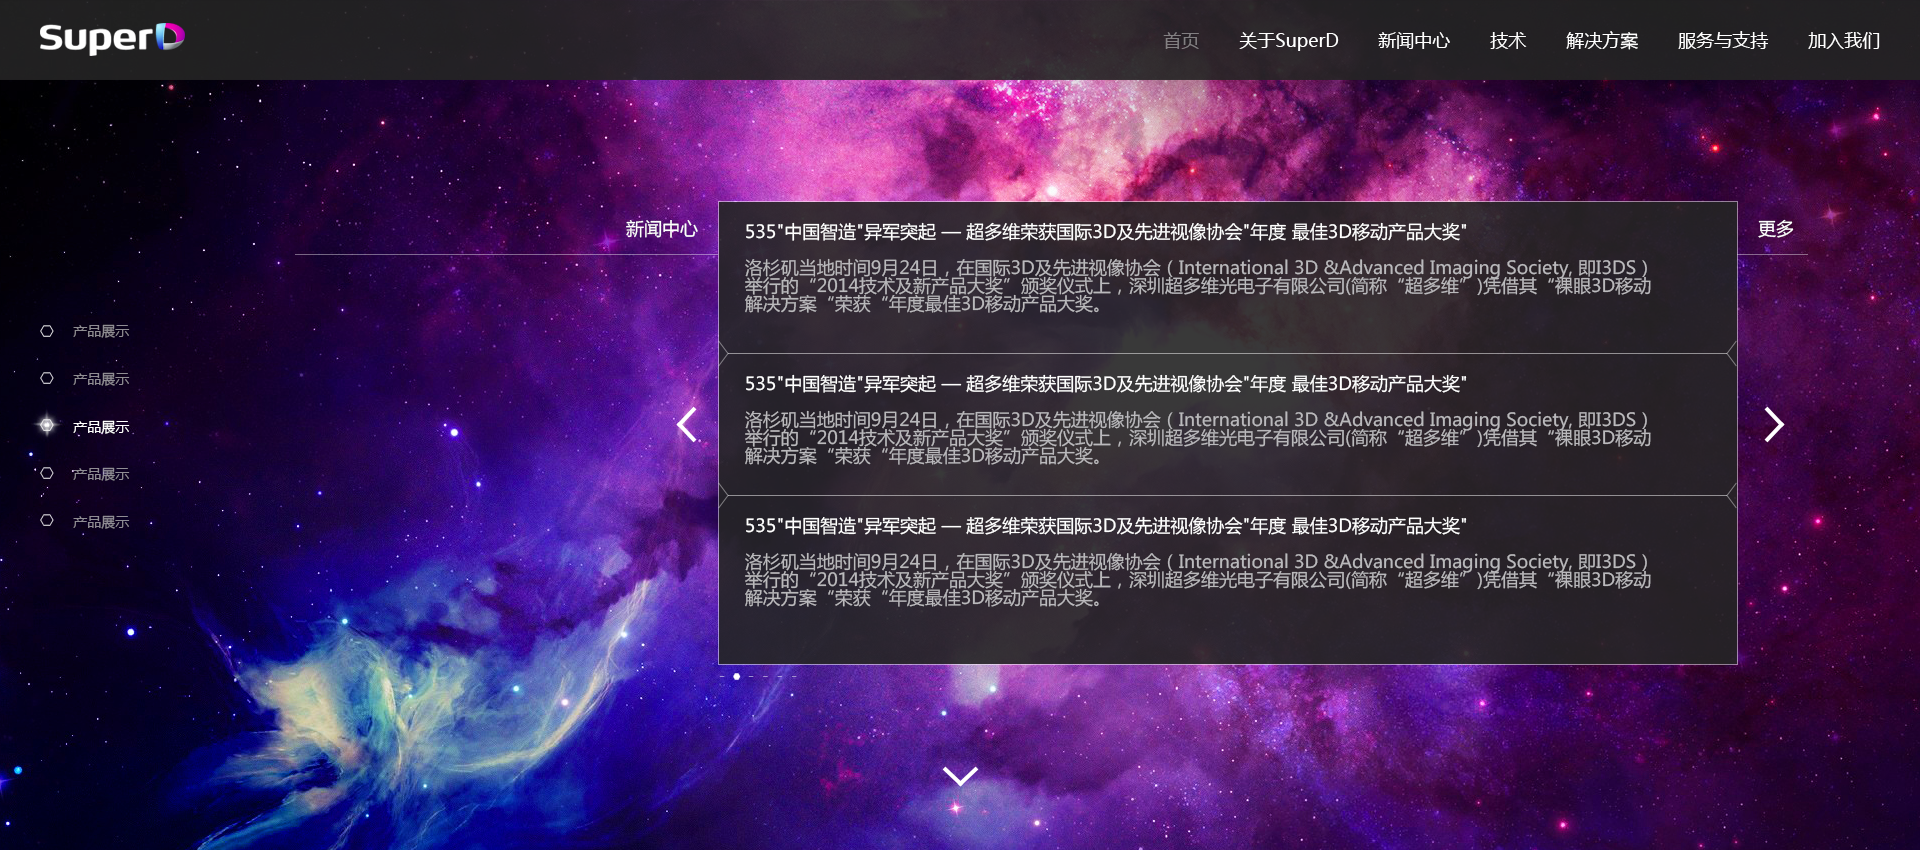 SuperD
首页 关于SuperD 新闻中心 技术 解决方案 服务与支持 加入我们
新闻中心
更多
535"中国智造"异军突起 — 超多维荣获国际3D及先进视像协会"年度 最佳3D移动产品大奖"
洛杉矶当地时间9月24日，在国际3D及先进视像协会（International 3D &Advanced Imaging Society, 即I3DS）
举行的“2014技术及新产品大奖”颁奖仪式上，深圳超多维光电子有限公司(简称“超多维”)凭借其“裸眼3D移动
解决方案“荣获“年度最佳3D移动产品大奖。
535"中国智造"异军突起 — 超多维荣获国际3D及先进视像协会"年度 最佳3D移动产品大奖"
洛杉矶当地时间9月24日，在国际3D及先进视像协会（International 3D &Advanced Imaging Society, 即I3DS）
举行的“2014技术及新产品大奖”颁奖仪式上，深圳超多维光电子有限公司(简称“超多维”)凭借其“裸眼3D移动
解决方案“荣获“年度最佳3D移动产品大奖。
535"中国智造"异军突起 — 超多维荣获国际3D及先进视像协会"年度 最佳3D移动产品大奖"
洛杉矶当地时间9月24日，在国际3D及先进视像协会（International 3D &Advanced Imaging Society, 即I3DS）
举行的“2014技术及新产品大奖”颁奖仪式上，深圳超多维光电子有限公司(简称“超多维”)凭借其“裸眼3D移动
解决方案“荣获“年度最佳3D移动产品大奖。
产品展示
产品展示
产品展示
产品展示
产品展示